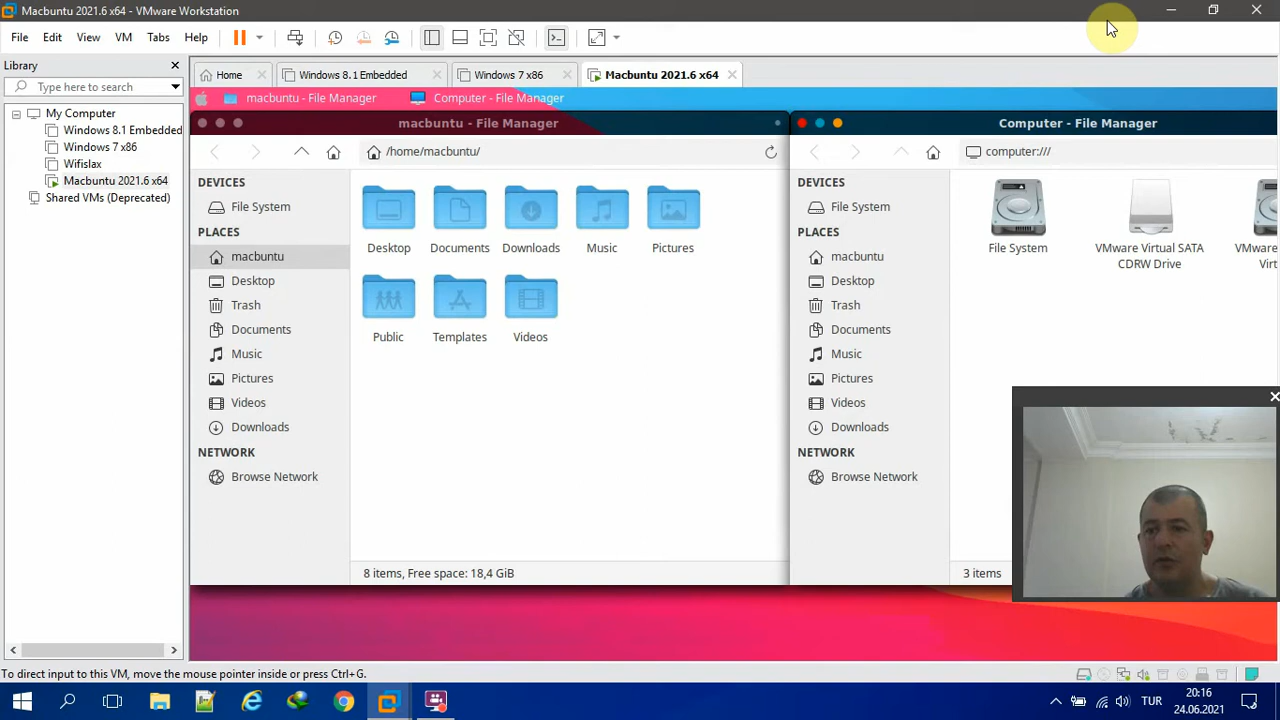 Macbuntu 2021.6 x64 - VMware Workstation
File Edit View VM Tabs Help
Library
Type here to search
My Computer
Windows 8.1 Embedded
Windows 7 x86
Wifislax
Macbuntu 2021.6 x64
Shared VMs (Deprecated)
Home
Windows 8.1 Embedded
Windows 7 x86
Macbuntu 2021.6 x64
macbuntu - File Manager
Computer - File Manager
macbuntu - File Manager
/home/macbuntu/
DEVICES
File System
PLACES
macbuntu
Desktop
Trash
Documents
Music
Pictures
Videos
Downloads
NETWORK
Browse Network
Desktop
Documents
Downloads
Music
Pictures
Public
Templates
Videos
8 items, Free space: 18,4 GiB
Computer - File Manager
computer:///
DEVICES
File System
PLACES
macbuntu
Desktop
Trash
Documents
Music
Pictures
Videos
Downloads
NETWORK
Browse Network
File System
VMware Virtual SATA
CDRW Drive
VMware
Virt
3 items
To direct input to this VM, move the mouse pointer inside or press Ctrl+G.
TUR
20:16
24.06.2021